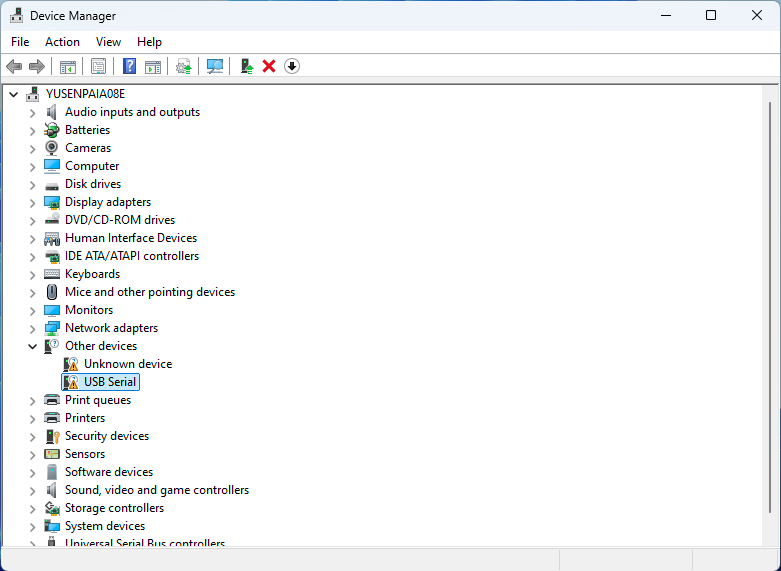 Device Manager
File Action View Help
YUSENPAIA08E
Audio inputs and outputs
Batteries
Cameras
Computer
Disk drives
Display adapters
DVD/CD-ROM drives
Human Interface Devices
IDE ATA/ATAPI controllers
Keyboards
Mice and other pointing devices
Monitors
Network adapters
Other devices
Unknown device
USB Serial
Print queues
Printers
Security devices
Sensors
Software devices
Sound, video and game controllers
Storage controllers
System devices
Universal Serial Bus controllers